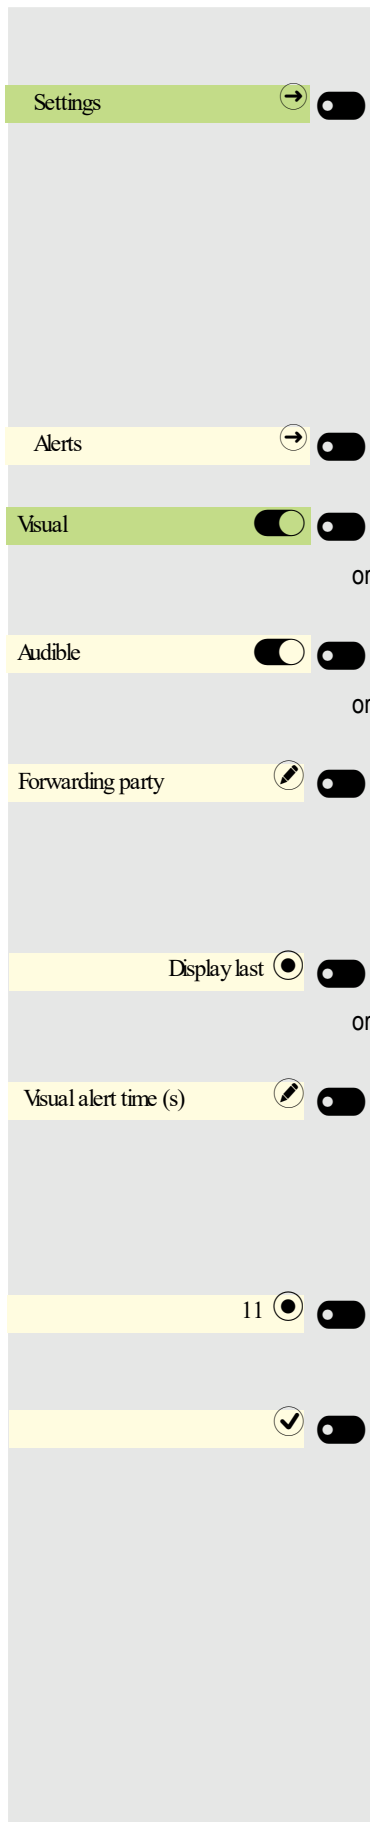 Settings
Alerts
Visual
or
Audible
or
Forwarding party
Display last
or
Visual alert time (s)
11